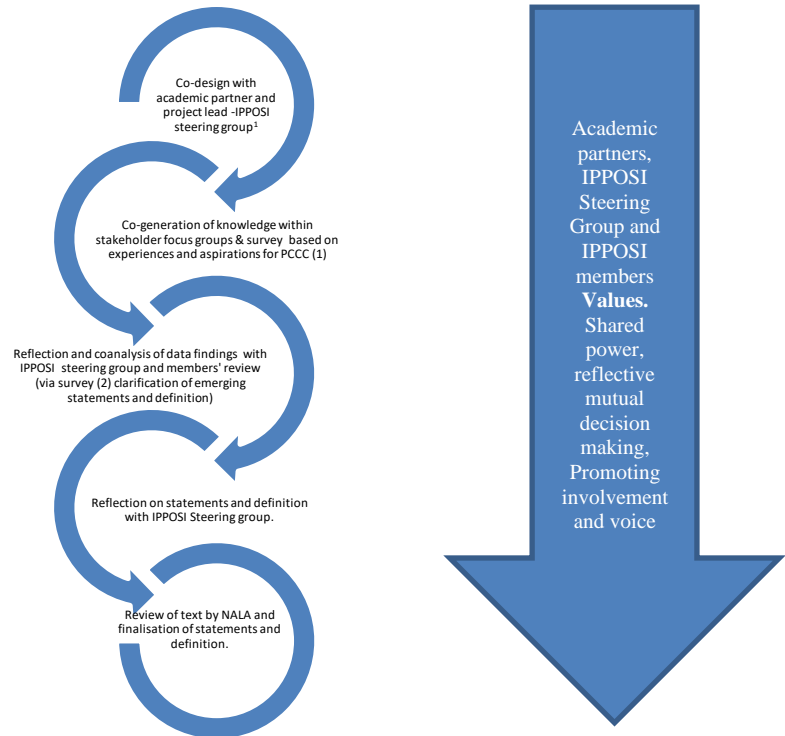 Co-design with
academic partner and
project lead -IPPOSI
steering group1
Co-generation of knowledge within
stakeholder focus groups & survey based on
experiences and aspirations for PCCC (1)
Reflection and coanalysis of data findings with
IPPOSI steering group and members' review
(via survey (2) clarification of emerging
statements and definition)
Reflection on statements and definition
with IPPOSI Steering group.
Review of text by NALA and
finalisation of statements and
definition.
Academic
partners,
IPPOSI
Steering
Group and
IPPOSI
members
Values.
Shared
power,
reflective
mutual
decision
making,
Promoting
involvement
and voice